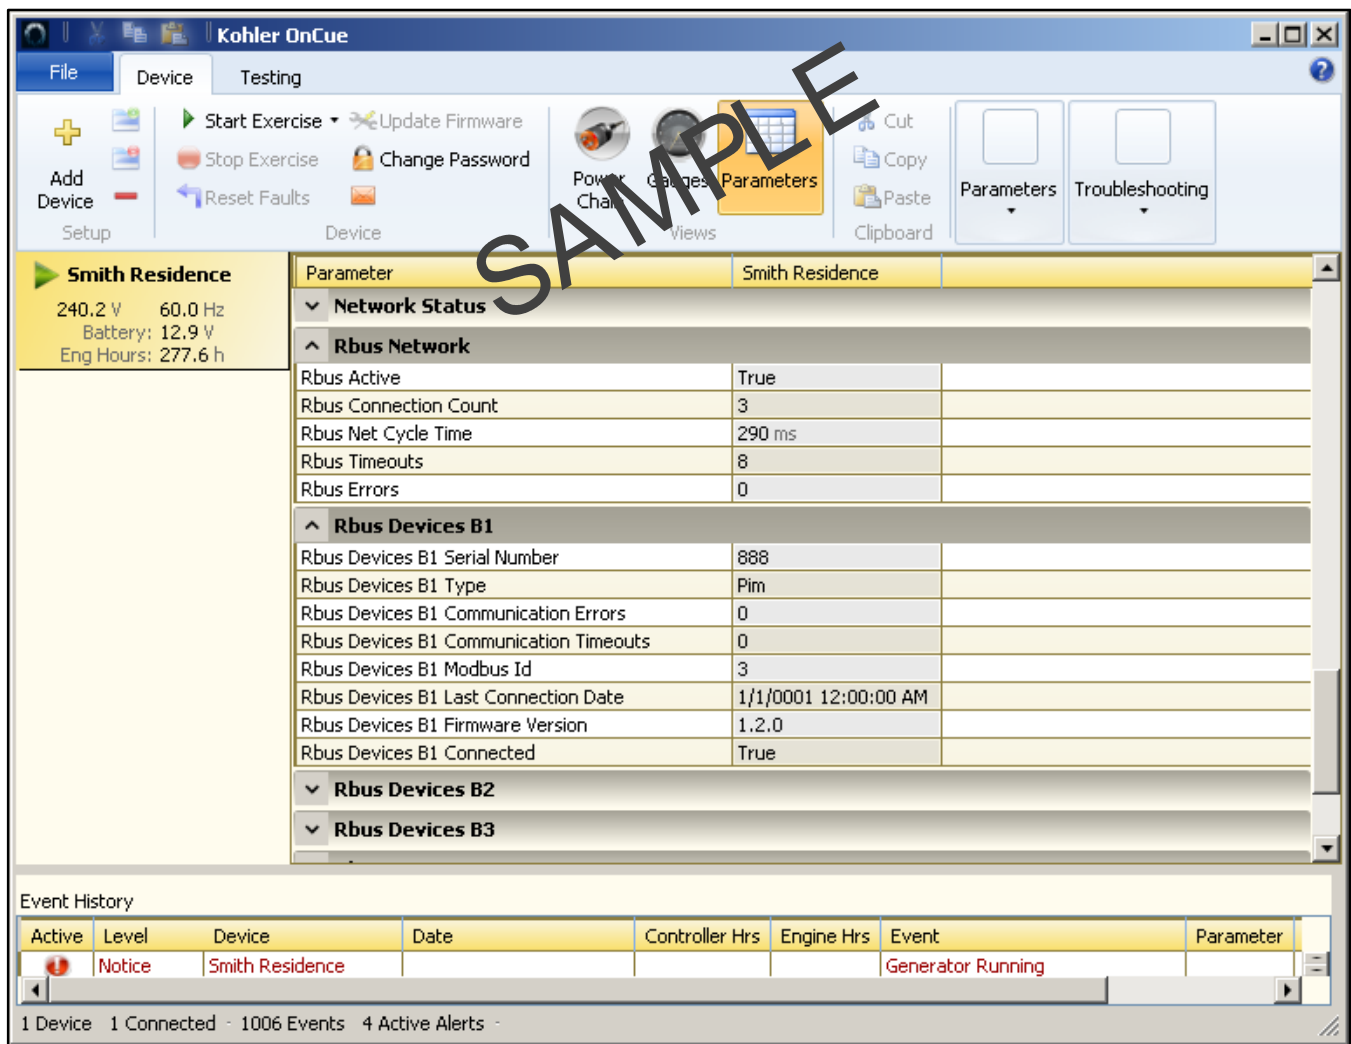 Kohler OnCue
File Device Testing
Add Device
Start Exercise
Stop Exercise
Reset Faults
Update Firmware
Change Password
Power Chain
Gauges
Parameters
Cut
Copy
Paste
Parameters
Troubleshooting
Setup Device Views Clipboard
SAMPLE
Smith Residence
240.2 V 60.0 Hz
Battery: 12.9 V
Eng Hours: 277.6 h
Parameter Smith Residence
Network Status
Rbus Network
Rbus Active True
Rbus Connection Count 3
Rbus Net Cycle Time 290 ms
Rbus Timeouts 8
Rbus Errors 0
Rbus Devices B1
Rbus Devices B1 Serial Number 888
Rbus Devices B1 Type Pim
Rbus Devices B1 Communication Errors 0
Rbus Devices B1 Communication Timeouts 0
Rbus Devices B1 Modbus Id 3
Rbus Devices B1 Last Connection Date 1/1/0001 12:00:00 AM
Rbus Devices B1 Firmware Version 1.2.0
Rbus Devices B1 Connected True
Rbus Devices B2
Rbus Devices B3
Event History
Active Level Device Date Controller Hrs Engine Hrs Event Parameter
Notice Smith Residence Generator Running
1 Device 1 Connected - 1006 Events 4 Active Alerts -